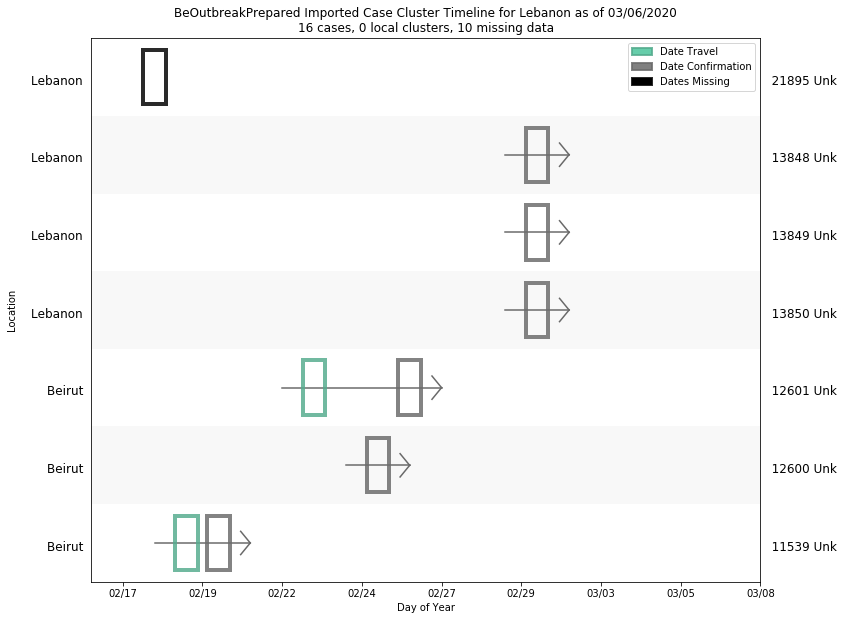 BeOutbreakPrepared Imported Case Cluster Timeline for Lebanon as of 03/06/2020
16 cases, 0 local clusters, 10 missing data
Date Travel
Date Confirmation
Dates Missing
Lebanon 21895 Unk
Lebanon 13848 Unk
Lebanon 13849 Unk
Lebanon 13850 Unk
Beirut 12601 Unk
Beirut 12600 Unk
Beirut 11539 Unk
Location
02/17 02/19 02/22 02/24 02/27 02/29 03/03 03/05 03/08
Day of Year